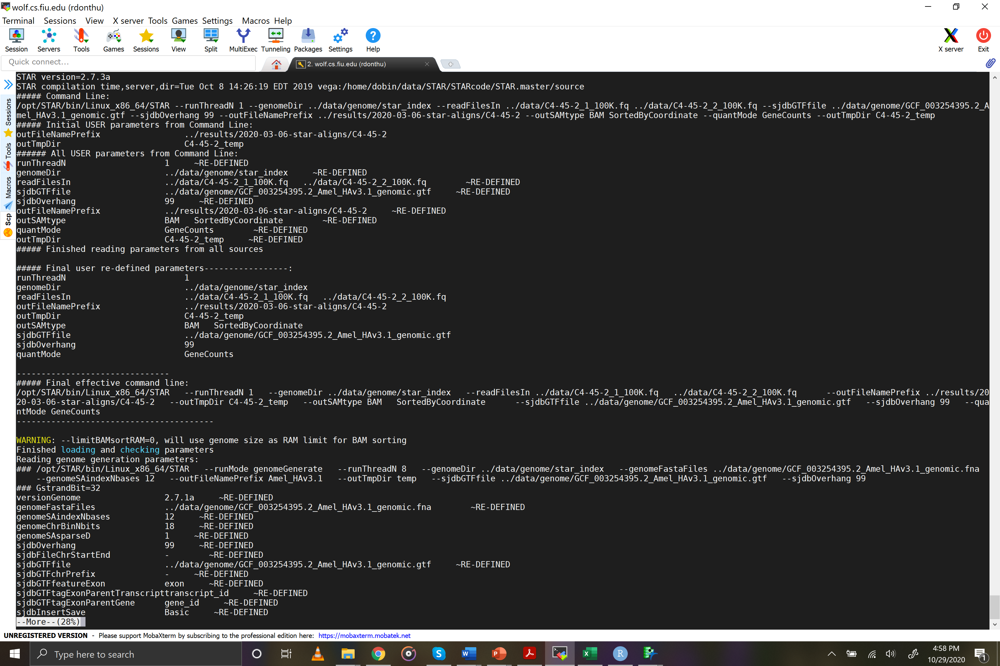 wolf.cs.fiu.edu (rdonthu)
Terminal Sessions View X server Tools Games Settings Macros Help
Session Servers Tools Games Sessions View Split MultiExec Tunneling Packages Settings Help X server Exit
Quick connect... 2. wolf.cs.fiu.edu (rdonthu)
Sessions
Tools
Macros
Scp
STAR version=2.7.3a
STAR compilation time,server,dir=Tue Oct 8 14:26:19 EDT 2019 vega:/home/dobin/data/STAR/STARcode/STAR.master/source
##### Command Line:
/opt/STAR/bin/Linux_x86_64/STAR --runThreadN 1 --genomeDir ../data/genome/star_index --readFilesIn ../data/C4-45-2_1_100K.fq ../data/C4-45-2_2_100K.fq --sjdbGTFfile ../data/genome/GCF_003254395.2_A
mel_HAv3.1_genomic.gtf --sjdbOverhang 99 --outFileNamePrefix ../results/2020-03-06-star-aligns/C4-45-2 --outSAMtype BAM SortedByCoordinate --quantMode GeneCounts --outTmpDir C4-45-2_temp
##### Initial USER parameters from Command Line:
outFileNamePrefix ../results/2020-03-06-star-aligns/C4-45-2
outTmpDir C4-45-2_temp
###### All USER parameters from Command Line:
runThreadN 1 ~RE-DEFINED
genomeDir ../data/genome/star_index ~RE-DEFINED
readFilesIn ../data/C4-45-2_1_100K.fq ../data/C4-45-2_2_100K.fq ~RE-DEFINED
sjdbGTFfile ../data/genome/GCF_003254395.2_Amel_HAv3.1_genomic.gtf ~RE-DEFINED
sjdbOverhang 99 ~RE-DEFINED
outFileNamePrefix ../results/2020-03-06-star-aligns/C4-45-2 ~RE-DEFINED
outSAMtype BAM SortedByCoordinate ~RE-DEFINED
quantMode GeneCounts ~RE-DEFINED
outTmpDir C4-45-2_temp ~RE-DEFINED
##### Finished reading parameters from all sources
##### Final user re-defined parameters-----------------:
runThreadN 1
genomeDir ../data/genome/star_index
readFilesIn ../data/C4-45-2_1_100K.fq ../data/C4-45-2_2_100K.fq
outFileNamePrefix ../results/2020-03-06-star-aligns/C4-45-2
outTmpDir C4-45-2_temp
outSAMtype BAM SortedByCoordinate
sjdbGTFfile ../data/genome/GCF_003254395.2_Amel_HAv3.1_genomic.gtf
sjdbOverhang 99
quantMode GeneCounts
-------------------------------
##### Final effective command line:
/opt/STAR/bin/Linux_x86_64/STAR --runThreadN 1 --genomeDir ../data/genome/star_index --readFilesIn ../data/C4-45-2_1_100K.fq ../data/C4-45-2_2_100K.fq --outFileNamePrefix ../results/20
20-03-06-star-aligns/C4-45-2 --outTmpDir C4-45-2_temp --outSAMtype BAM SortedByCoordinate --sjdbGTFfile ../data/genome/GCF_003254395.2_Amel_HAv3.1_genomic.gtf --sjdbOverhang 99 --qua
ntMode GeneCounts
----------------------------------------
WARNING: --limitBAMsortRAM=0, will use genome size as RAM limit for BAM sorting
Finished loading and checking parameters
Reading genome generation parameters:
### /opt/STAR/bin/Linux_x86_64/STAR --runMode genomeGenerate --runThreadN 8 --genomeDir ../data/genome/star_index --genomeFastaFiles ../data/genome/GCF_003254395.2_Amel_HAv3.1_genomic.fna
--genomeSAindexNbases 12 --outFileNamePrefix Amel_HAv3.1 --outTmpDir temp --sjdbGTFfile ../data/genome/GCF_003254395.2_Amel_HAv3.1_genomic.gtf --sjdbOverhang 99
### GstrandBit=32
versionGenome 2.7.1a ~RE-DEFINED
genomeFastaFiles ../data/genome/GCF_003254395.2_Amel_HAv3.1_genomic.fna ~RE-DEFINED
genomeSAindexNbases 12 ~RE-DEFINED
genomeChrBinNbits 18 ~RE-DEFINED
genomeSAsparseD 1 ~RE-DEFINED
sjdbOverhang 99 ~RE-DEFINED
sjdbFileChrStartEnd - ~RE-DEFINED
sjdbGTFfile ../data/genome/GCF_003254395.2_Amel_HAv3.1_genomic.gtf ~RE-DEFINED
sjdbGTFchrPrefix - ~RE-DEFINED
sjdbGTFfeatureExon exon ~RE-DEFINED
sjdbGTFtagExonParentTranscripttranscript_id ~RE-DEFINED
sjdbGTFtagExonParentGene gene_id ~RE-DEFINED
sjdbInsertSave Basic ~RE-DEFINED
--More--(28%)
UNREGISTERED VERSION - Please support MobaXterm by subscribing to the professional edition here: https://mobaxterm.mobatek.net
Type here to search
4:58 PM
10/29/2020
1